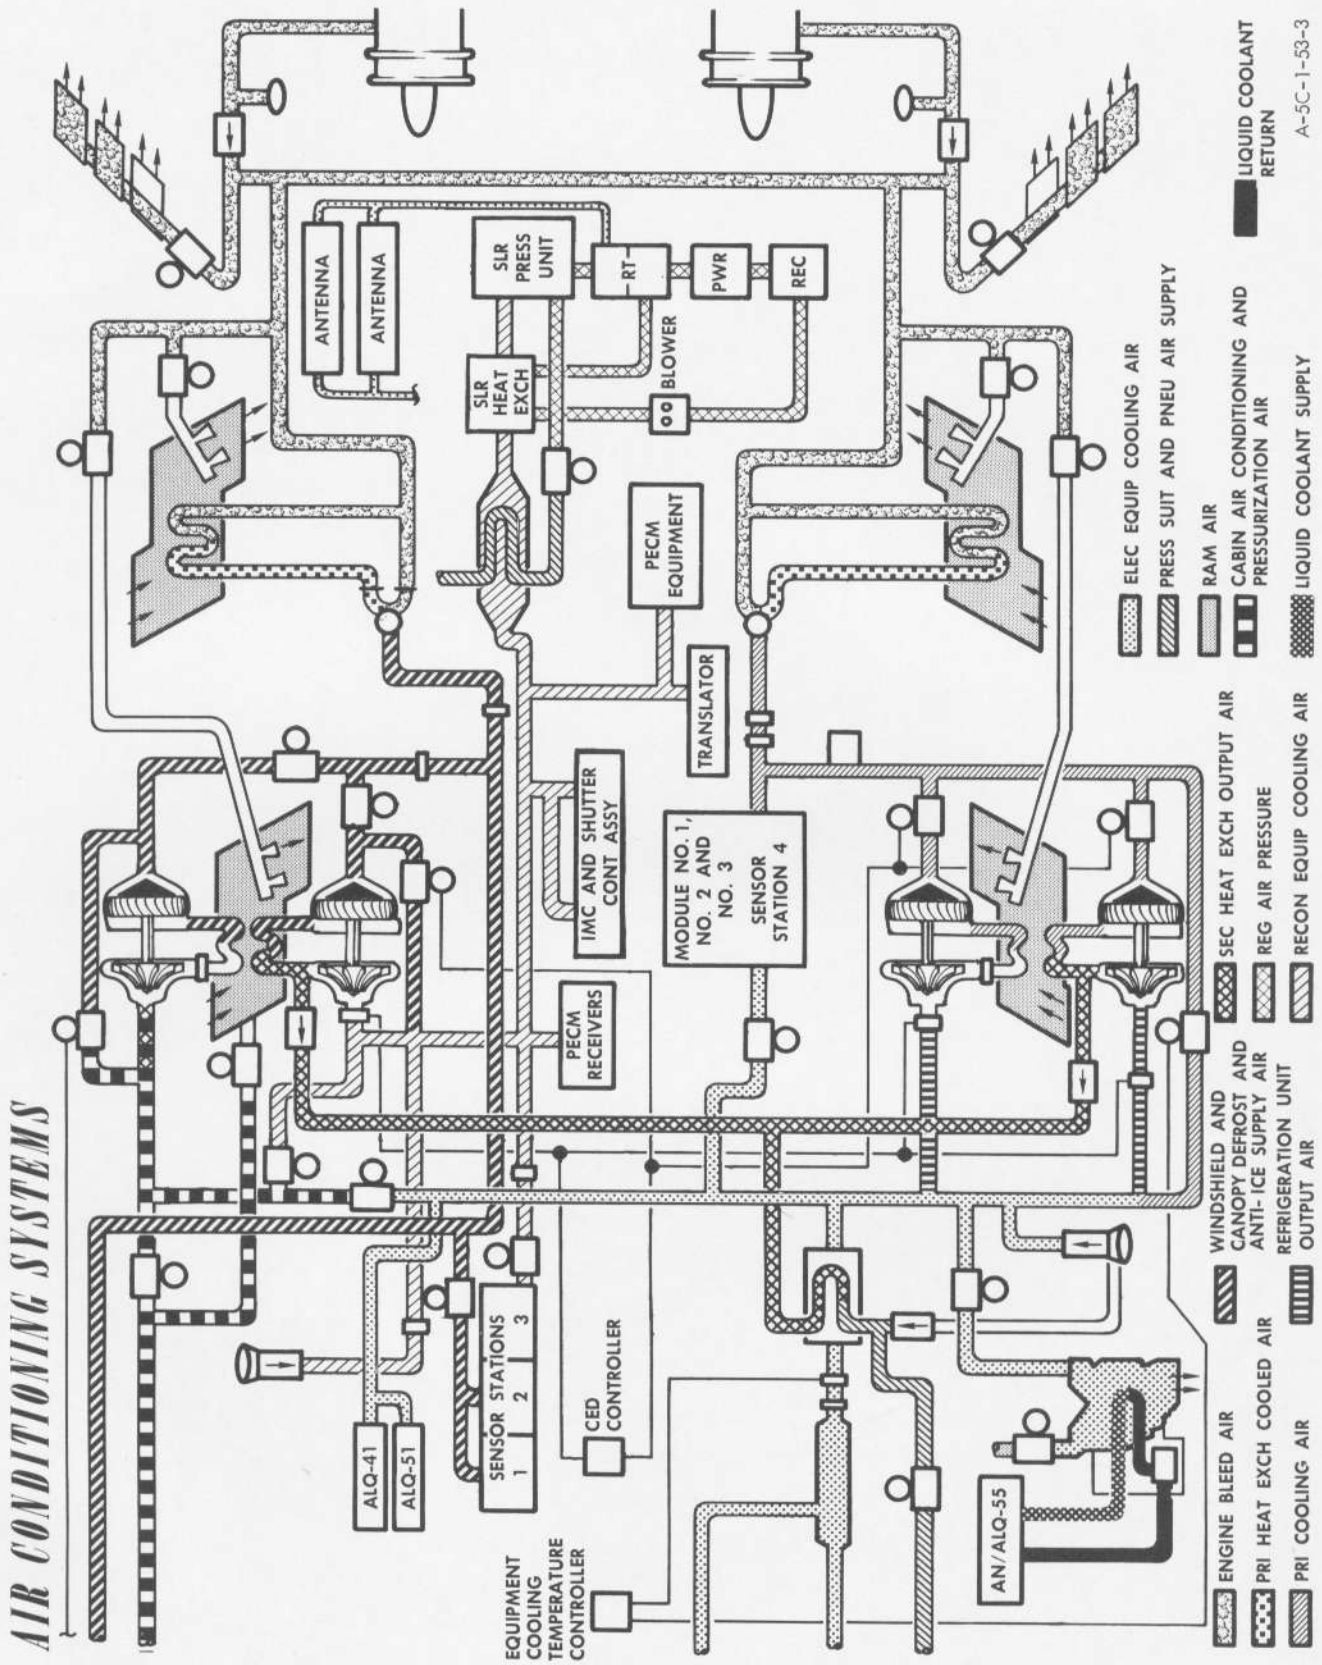 AIR CONDITIONING SYSTEMS
ANTENNA
ANTENNA
SLR
PRESS
UNIT
RT
PWR
REC
SLR
HEAT
EXCH
BLOWER
PECM
EQUIPMENT
TRANSLATOR
IMC AND SHUTTER
CONT ASSY
MODULE NO. 1,
NO. 2 AND
NO. 3
SENSOR
STATION 4
PECM
RECEIVERS
ALQ-41
ALQ-51
SENSOR STATIONS
1 2 3
CED
CONTROLLER
EQUIPMENT
COOLING
TEMPERATURE
CONTROLLER
AN/ALQ-55
ENGINE BLEED AIR
PRI HEAT EXCH COOLED AIR
PRI COOLING AIR
WINDSHIELD AND
CANOPY DEFROST AND
ANTI-ICE SUPPLY AIR
REFRIGERATION UNIT
OUTPUT AIR
SEC HEAT EXCH OUTPUT AIR
REG AIR PRESSURE
RECON EQUIP COOLING AIR
ELEC EQUIP COOLING AIR
PRESS SUIT AND PNEU AIR SUPPLY
RAM AIR
CABIN AIR CONDITIONING AND
PRESSURIZATION AIR
LIQUID COOLANT SUPPLY
LIQUID COOLANT
RETURN
A-5C-1-53-3